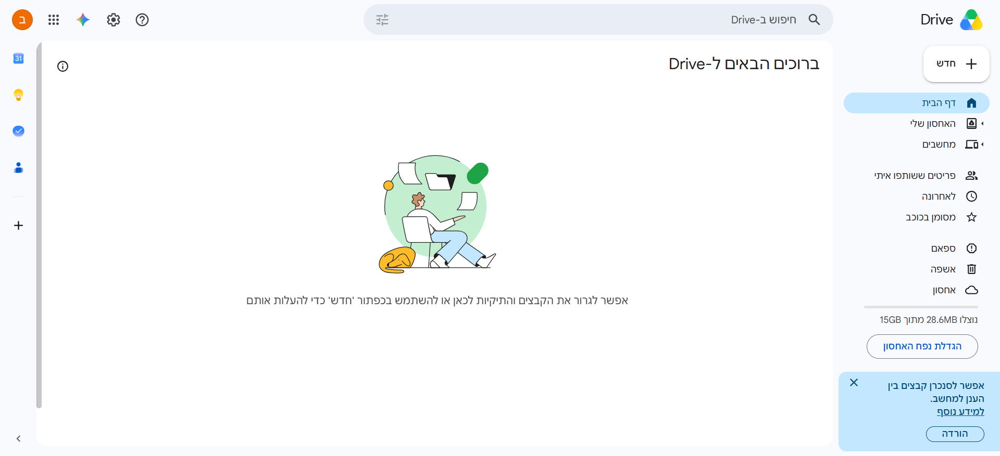 Drive
חיפוש ב-Drive
ב
חדש
דף הבית
האחסון שלי
מחשבים
פריטים ששותפו איתי
לאחרונה
מסומן בכוכב
ספאם
אשפה
אחסון
נוצלו 28.6MB מתוך 15GB
הגדלת נפח האחסון
אפשר לסנכרן קבצים בין
הענן למחשב.
למידע נוסף
הורדה
ברוכים הבאים ל-Drive
אפשר לגרור את הקבצים והתיקיות לכאן או להשתמש בכפתור 'חדש' כדי להעלות אותם
31